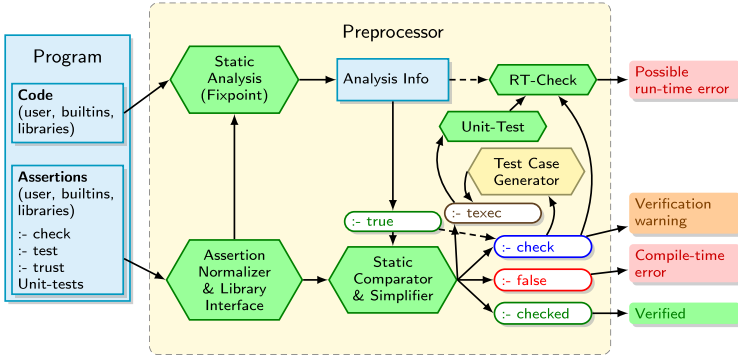 Preprocessor
Program
Code
(user, builtins,
libraries)
Assertions
(user, builtins,
libraries)
:- check
:- test
:- trust
Unit-tests
Static
Analysis
(Fixpoint)
Analysis Info
RT-Check
Possible
run-time error
Unit-Test
Test Case
Generator
:- texec
:- true
Assertion
Normalizer
& Library
Interface
Static
Comparator
& Simplifier
:- check
:- false
:- checked
Verification
warning
Compile-time
error
Verified